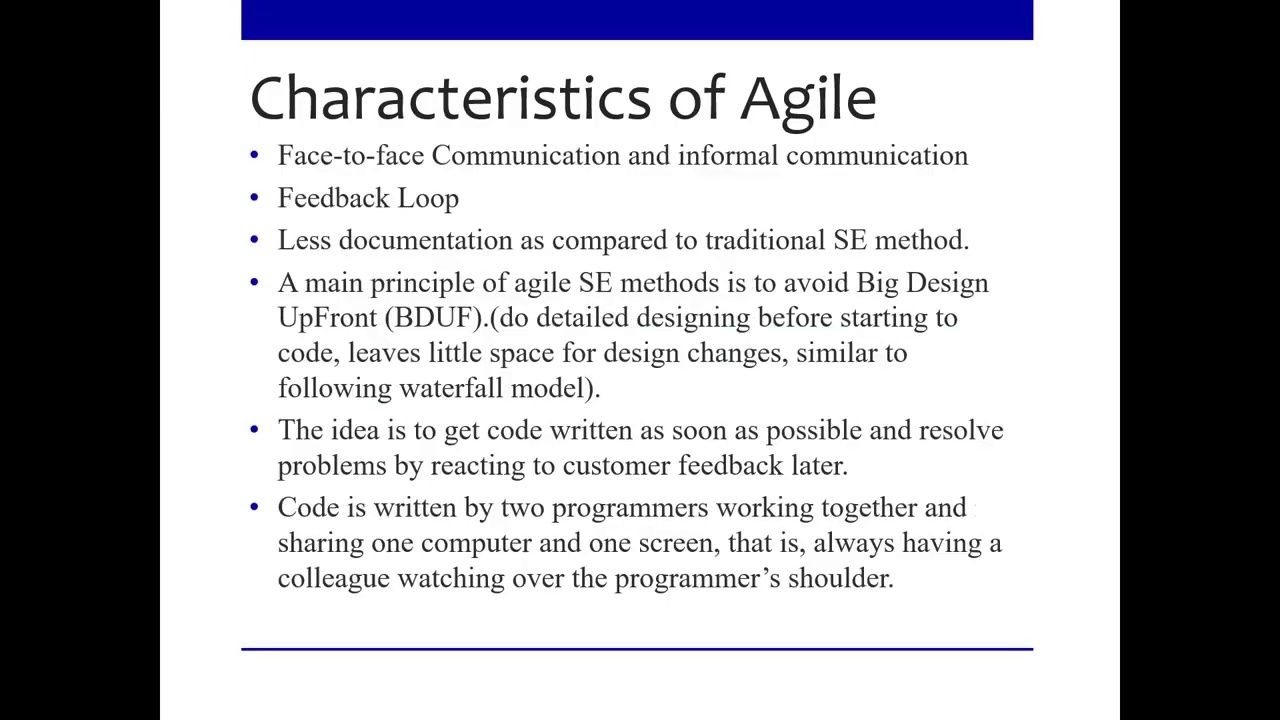 Characteristics of Agile
• Face-to-face Communication and informal communication
• Feedback Loop
• Less documentation as compared to traditional SE method.
• A main principle of agile SE methods is to avoid Big Design
UpFront (BDUF).(do detailed designing before starting to
code, leaves little space for design changes, similar to
following waterfall model).
• The idea is to get code written as soon as possible and resolve
problems by reacting to customer feedback later.
• Code is written by two programmers working together and
sharing one computer and one screen, that is, always having a
colleague watching over the programmer’s shoulder.